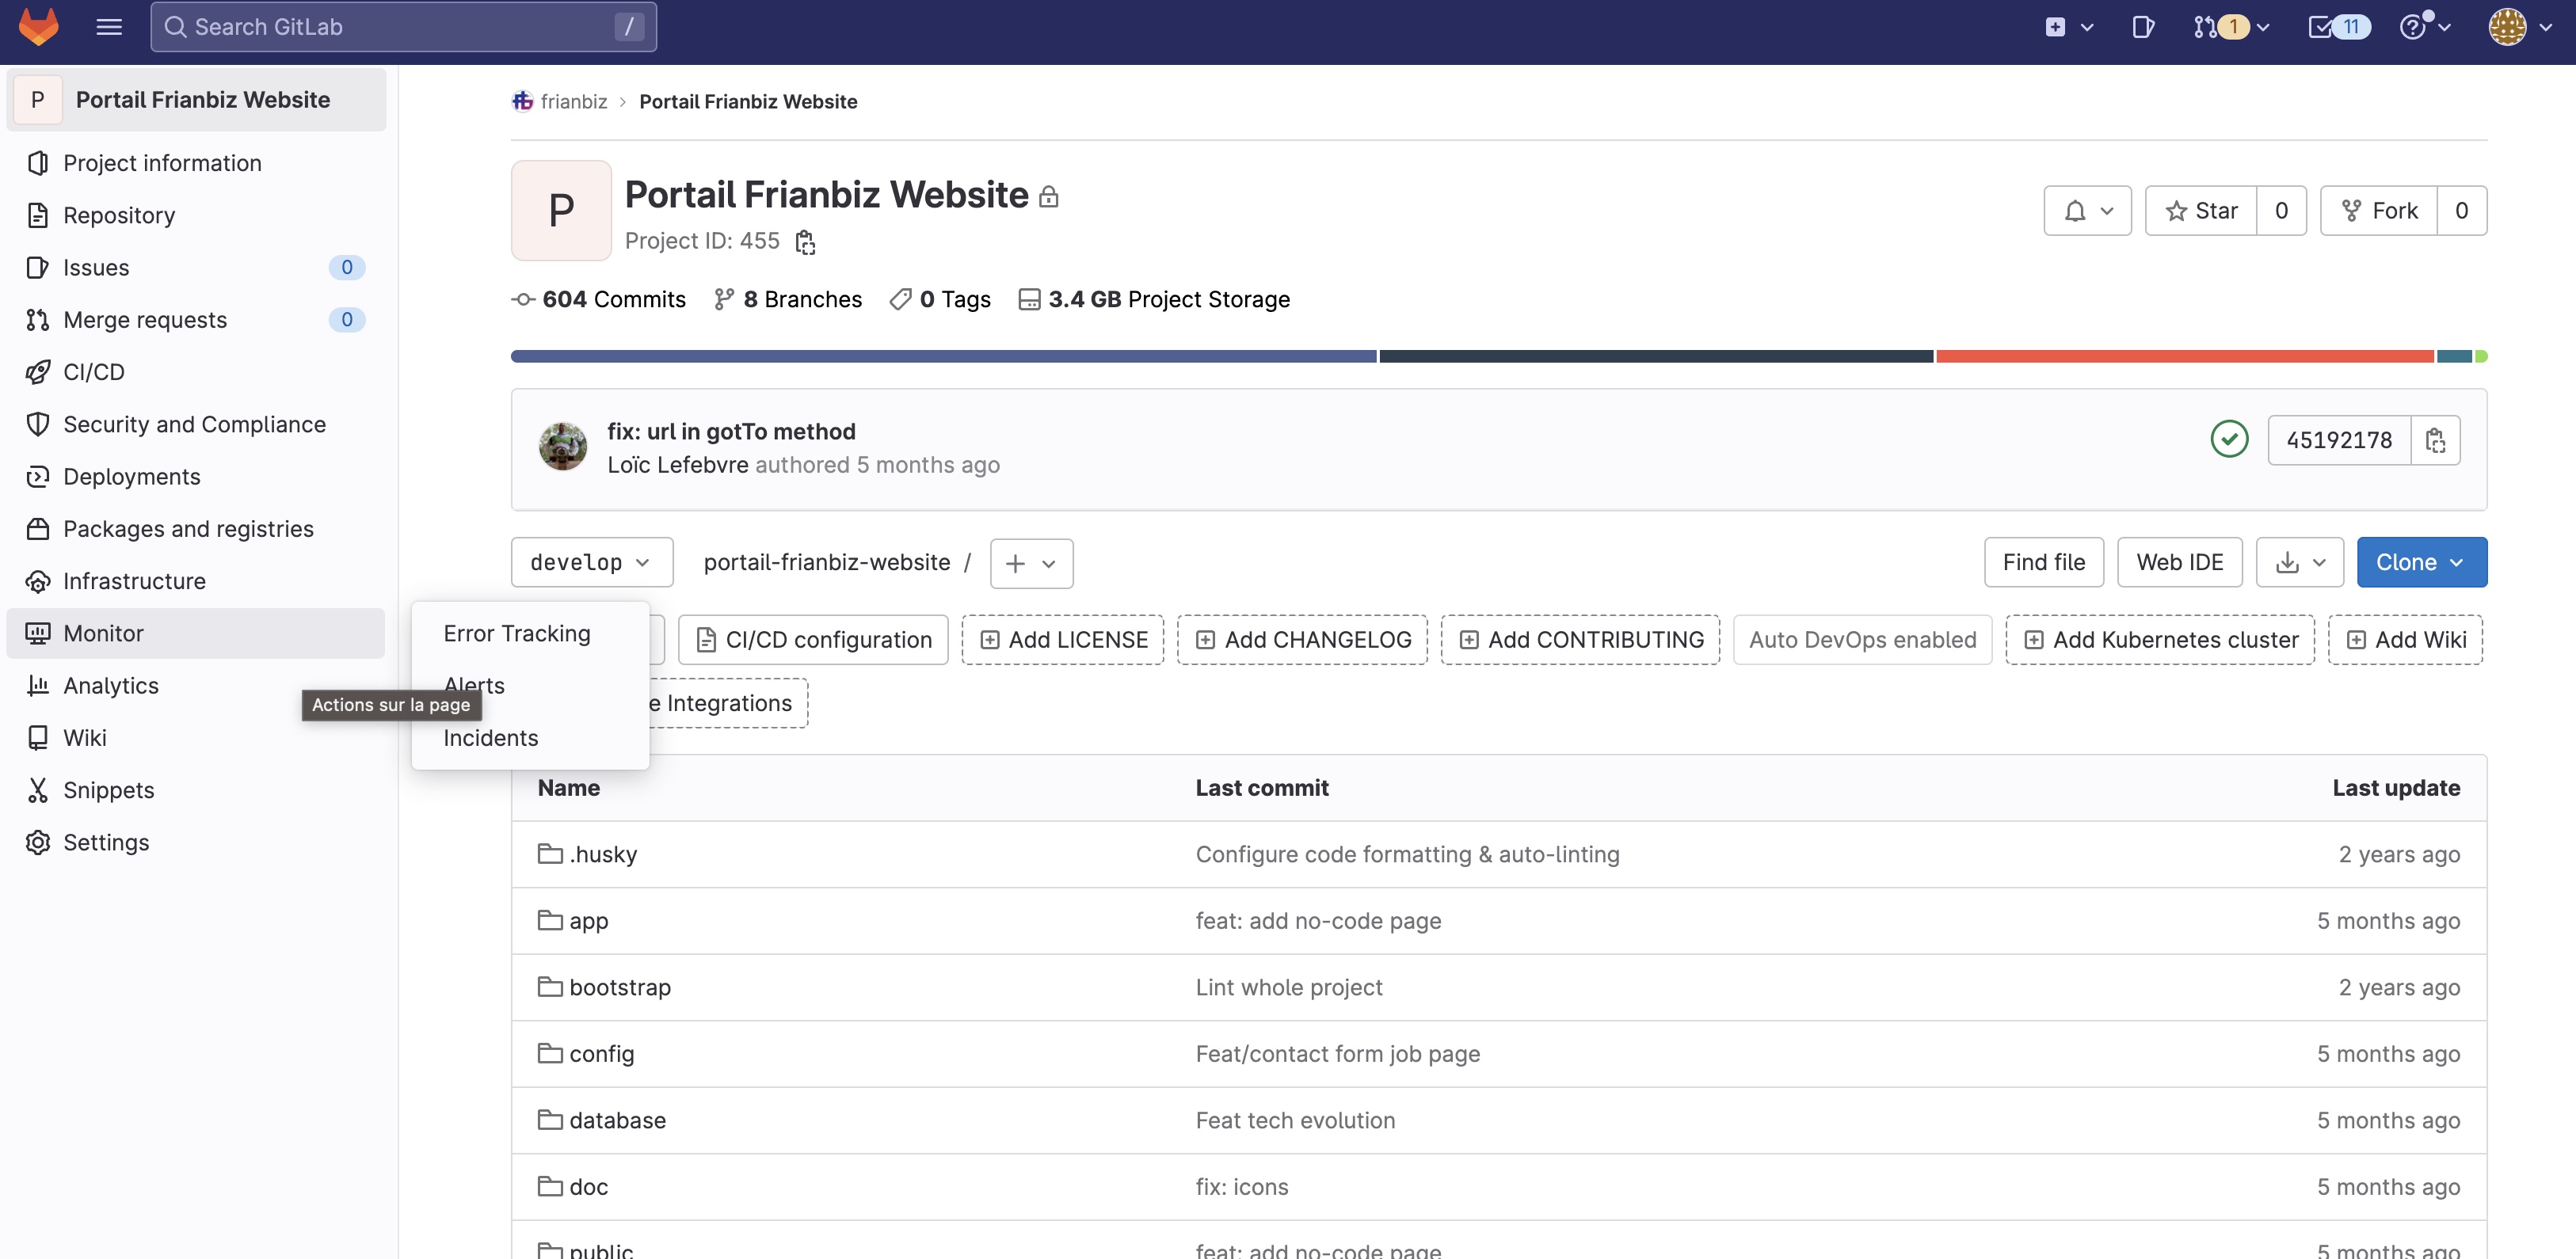 Search GitLab /
1
11
P Portail Frianbiz Website
Project information
Repository
Issues 0
Merge requests 0
CI/CD
Security and Compliance
Deployments
Packages and registries
Infrastructure
Monitor
Analytics
Wiki
Snippets
Settings
Error Tracking
Alerts
Incidents
Actions sur la page
frianbiz > Portail Frianbiz Website
P
Portail Frianbiz Website
Project ID: 455
Star 0
Fork 0
604 Commits 8 Branches 0 Tags 3.4 GB Project Storage
fix: url in gotTo method
Loïc Lefebvre authored 5 months ago
45192178
develop portail-frianbiz-website / +
Find file Web IDE Clone
CI/CD configuration Add LICENSE Add CHANGELOG Add CONTRIBUTING Auto DevOps enabled Add Kubernetes cluster Add Wiki
e Integrations
Name Last commit Last update
.husky Configure code formatting & auto-linting 2 years ago
app feat: add no-code page 5 months ago
bootstrap Lint whole project 2 years ago
config Feat/contact form job page 5 months ago
database Feat tech evolution 5 months ago
doc fix: icons 5 months ago
public feat: add no-code page 5 months ago